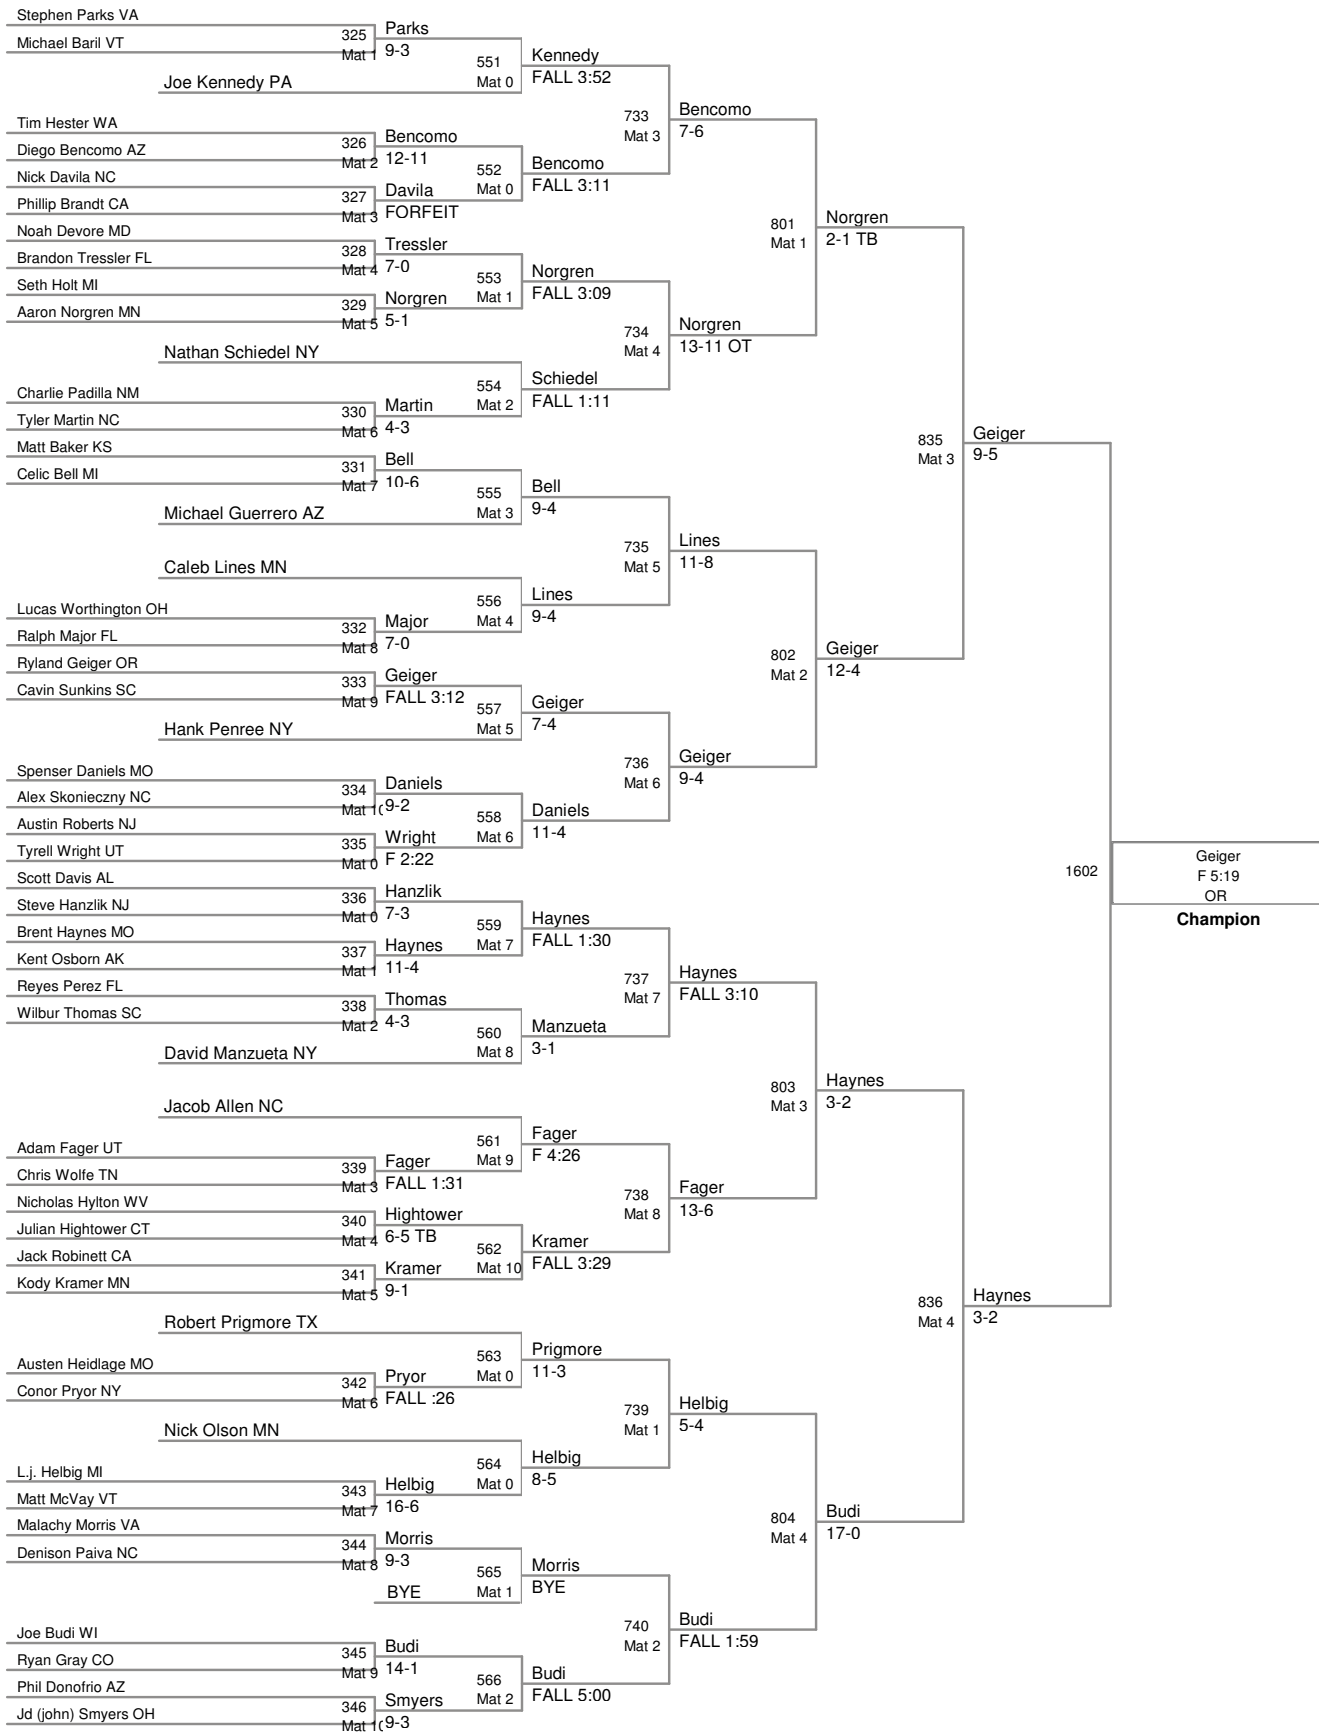 Stephen Parks VA
Michael Baril VT
325
Mat 1
Parks
9-3
Joe Kennedy PA
551
Mat 0
Kennedy
FALL 3:52
Tim Hester WA
Diego Bencomo AZ
326
Mat 2
Bencomo
12-11
Nick Davila NC
Phillip Brandt CA
327
Mat 3
Davila
FORFEIT
552
Mat 0
Bencomo
FALL 3:11
733
Mat 3
Bencomo
7-6
Noah Devore MD
Brandon Tressler FL
328
Mat 4
Tressler
7-0
Seth Holt MI
Aaron Norgren MN
329
Mat 5
Norgren
5-1
553
Mat 1
Norgren
FALL 3:09
Nathan Schiedel NY
Charlie Padilla NM
Tyler Martin NC
330
Mat 6
Martin
4-3
554
Mat 2
Schiedel
FALL 1:11
734
Mat 4
Norgren
13-11 OT
801
Mat 1
Norgren
2-1 TB
Matt Baker KS
Celic Bell MI
331
Mat 7
Bell
10-6
Michael Guerrero AZ
555
Mat 3
Bell
9-4
Caleb Lines MN
Lucas Worthington OH
Ralph Major FL
332
Mat 8
Major
7-0
556
Mat 4
Lines
9-4
735
Mat 5
Lines
11-8
Ryland Geiger OR
Cavin Sunkins SC
333
Mat 9
Geiger
FALL 3:12
Hank Penree NY
557
Mat 5
Geiger
7-4
Spenser Daniels MO
Alex Skonieczny NC
334
Mat 10
Daniels
9-2
Austin Roberts NJ
Tyrell Wright UT
335
Mat 0
Wright
F 2:22
558
Mat 6
Daniels
11-4
736
Mat 6
Geiger
9-4
802
Mat 2
Geiger
12-4
835
Mat 3
Geiger
9-5
Scott Davis AL
Steve Hanzlik NJ
336
Mat 0
Hanzlik
7-3
Brent Haynes MO
Kent Osborn AK
337
Mat 1
Haynes
11-4
559
Mat 7
Haynes
FALL 1:30
Reyes Perez FL
Wilbur Thomas SC
338
Mat 2
Thomas
4-3
David Manzueta NY
560
Mat 8
Manzueta
3-1
737
Mat 7
Haynes
FALL 3:10
Jacob Allen NC
Adam Fager UT
Chris Wolfe TN
339
Mat 3
Fager
FALL 1:31
561
Mat 9
Fager
F 4:26
Nicholas Hylton WV
Julian Hightower CT
340
Mat 4
Hightower
6-5 TB
Jack Robinett CA
Kody Kramer MN
341
Mat 5
Kramer
9-1
562
Mat 10
Kramer
FALL 3:29
738
Mat 8
Fager
13-6
803
Mat 3
Haynes
3-2
Robert Prigmore TX
Austen Heidlage MO
Conor Pryor NY
342
Mat 6
Pryor
FALL :26
563
Mat 0
Prigmore
11-3
Nick Olson MN
L.j. Helbig MI
Matt McVay VT
343
Mat 7
Helbig
16-6
564
Mat 0
Helbig
8-5
739
Mat 1
Helbig
5-4
Malachy Morris VA
Denison Paiva NC
344
Mat 8
Morris
9-3
BYE
565
Mat 1
Morris
BYE
Joe Budi WI
Ryan Gray CO
345
Mat 9
Budi
14-1
Phil Donofrio AZ
Jd (john) Smyers OH
346
Mat 10
Smyers
9-3
566
Mat 2
Budi
FALL 5:00
740
Mat 2
Budi
FALL 1:59
804
Mat 4
Budi
17-0
836
Mat 4
Haynes
3-2
1602
Geiger
F 5:19
OR
Champion